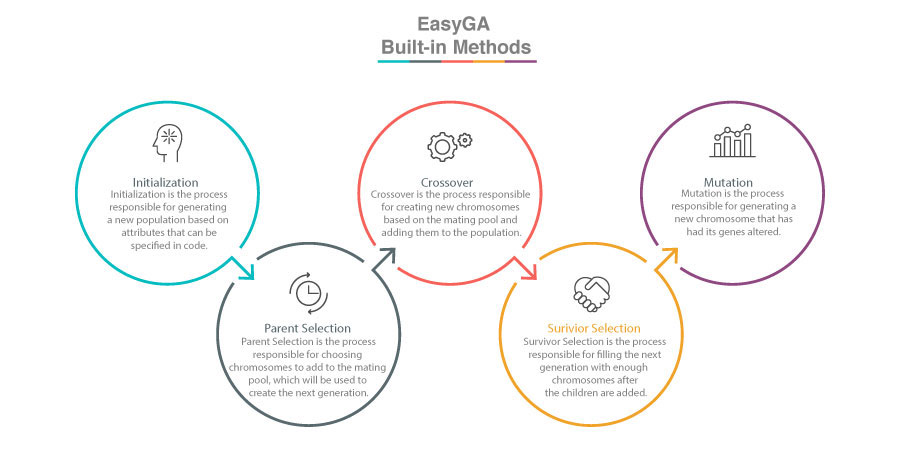 EasyGA
Built-in Methods
Initialization
Initialization is the process
responsible for generating
a new population based on
attributes that can be
specified in code.
Parent Selection
Parent Selection is the process
responsible for choosing
chromosomes to add to the mating
pool, which will be used to
create the next generation.
Crossover
Crossover is the process responsible
for creating new chromosomes
based on the mating pool and
adding them to the population.
Surivior Selection
Survivor Selection is the process
responsible for filling the next
generation with enough
chromosomes after
the children are added.
Mutation
Mutation is the process
responsible for generating a
new chromosome that has
had its genes altered.